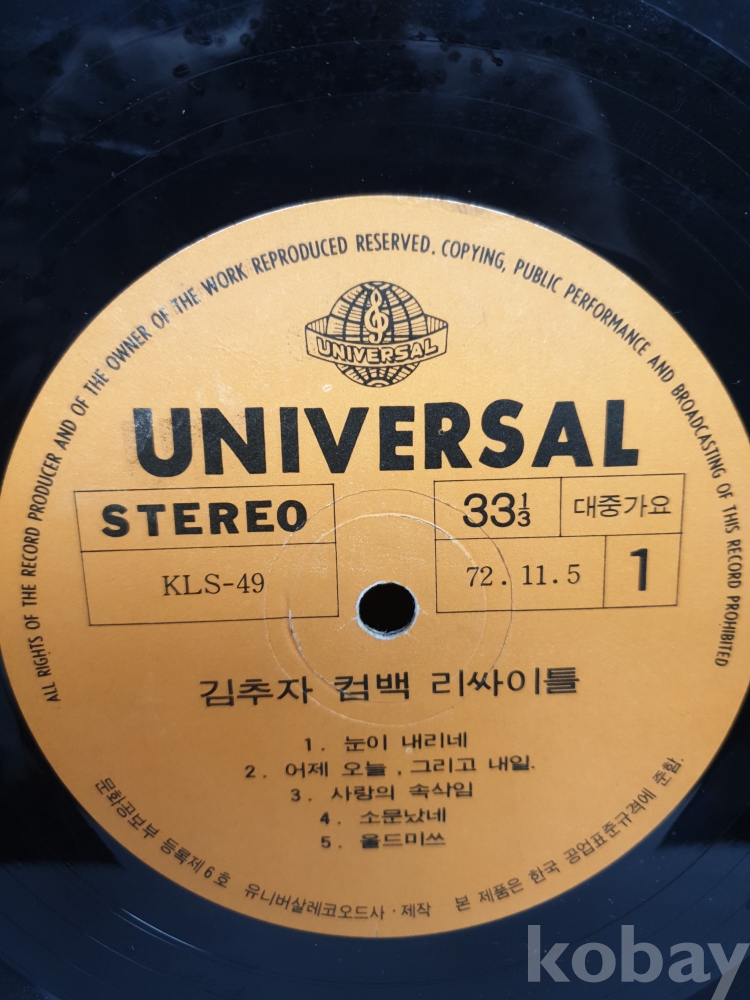 ALL RIGHTS OF THE RECORD PRODUCER AND OF THE OWNER OF THE WORK REPRODUCED RESERVED. COPYING, PUBLIC PERFORMANCE AND BROADCASTING OF THIS RECORD PROHIBITED
UNIVERSAL
UNIVERSAL
STEREO
33⅓
대중가요
KLS-49
72.11.5
1
김추자 컴백 리싸이틀
1. 눈이 내리네
2. 어제 오늘, 그리고 내일.
3. 사랑의 속삭임
4. 소문났네
5. 올드미쓰
문화공보부 등록제6호 유니버살레코오드사·제작 본 제품은 한국 공업표준규격에 준함.
kobay